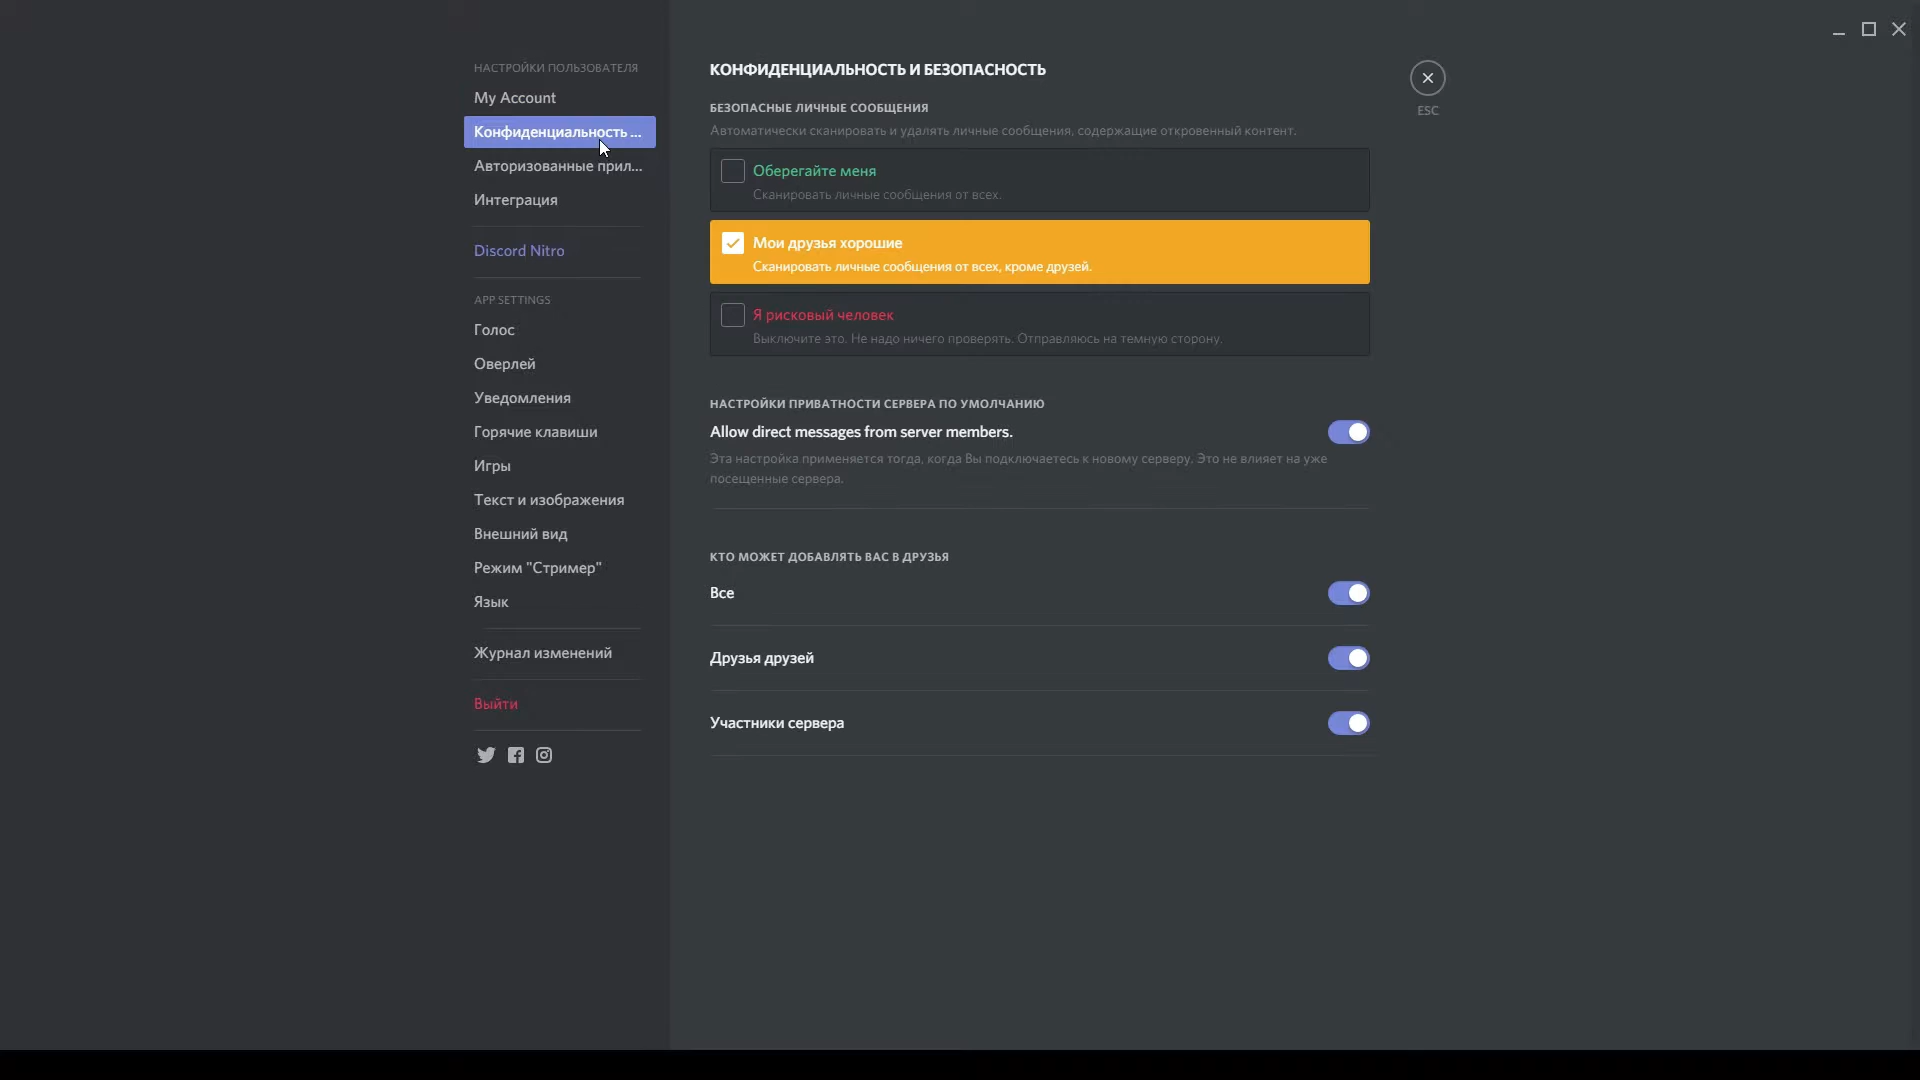 НАСТРОЙКИ ПОЛЬЗОВАТЕЛЯ
My Account
Конфиденциальность ...
Авторизованные прил...
Интеграция
Discord Nitro
APP SETTINGS
Голос
Оверлей
Уведомления
Горячие клавиши
Игры
Текст и изображения
Внешний вид
Режим "Стример"
Язык
Журнал изменений
Выйти
КОНФИДЕНЦИАЛЬНОСТЬ И БЕЗОПАСНОСТЬ
БЕЗОПАСНЫЕ ЛИЧНЫЕ СООБЩЕНИЯ
Автоматически сканировать и удалять личные сообщения, содержащие откровенный контент.
Оберегайте меня
Сканировать личные сообщения от всех.
Мои друзья хорошие
Сканировать личные сообщения от всех, кроме друзей.
Я рисковый человек
Выключите это. Не надо ничего проверять. Отправляюсь на темную сторону.
НАСТРОЙКИ ПРИВАТНОСТИ СЕРВЕРА ПО УМОЛЧАНИЮ
Allow direct messages from server members.
Эта настройка применяется тогда, когда Вы подключаетесь к новому серверу. Это не влияет на уже
посещенные сервера.
КТО МОЖЕТ ДОБАВЛЯТЬ ВАС В ДРУЗЬЯ
Все
Друзья друзей
Участники сервера
ESC